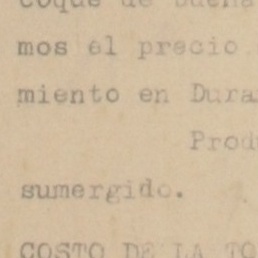 coque de buena
mos el precio
miento en Dura
Prod
sumergido.
COSTO DE LA TO